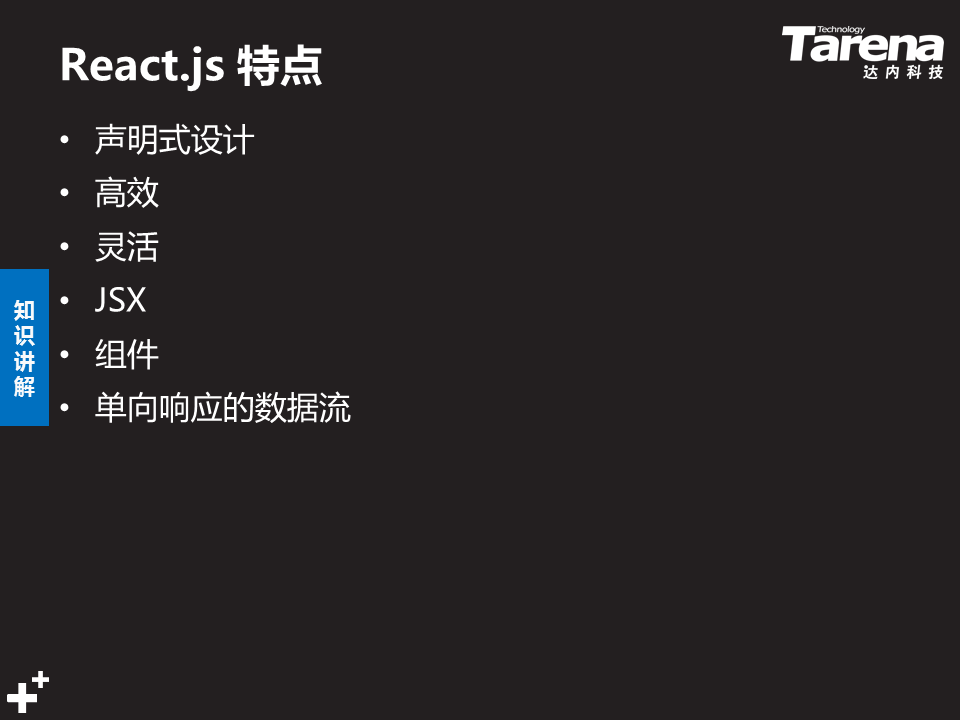 React.js 特点
Technology
Tarena
达内科技
• 声明式设计
• 高效
• 灵活
• JSX
• 组件
• 单向响应的数据流
知识讲解